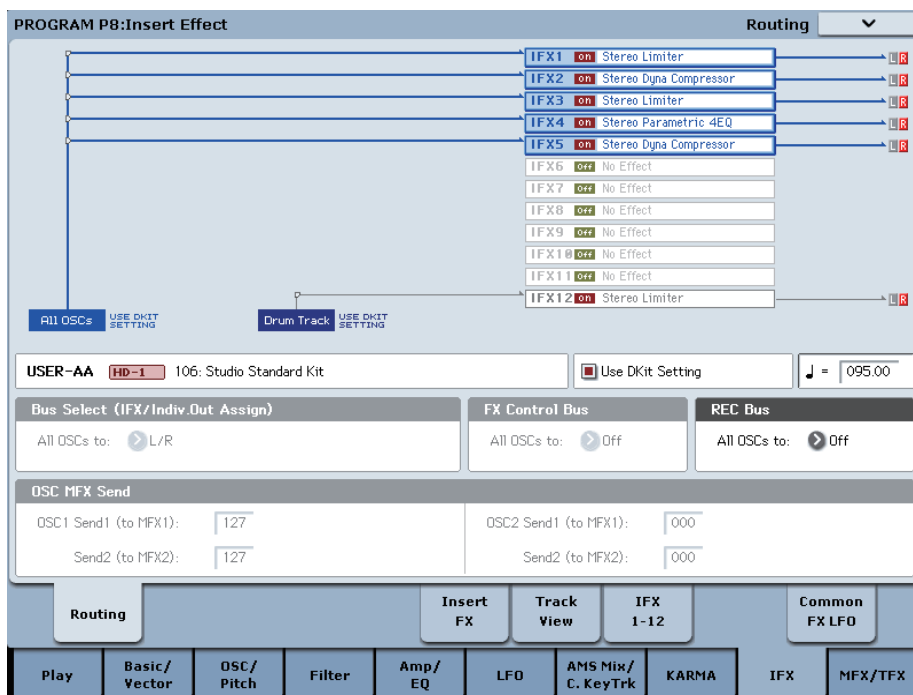 PROGRAM P8:Insert Effect Routing
IFX1 on Stereo Limiter L R
IFX2 on Stereo Dyna Compressor L R
IFX3 on Stereo Limiter L R
IFX4 on Stereo Parametric 4EQ L R
IFX5 on Stereo Dyna Compressor L R
IFX6 Off No Effect
IFX7 Off No Effect
IFX8 Off No Effect
IFX9 Off No Effect
IFX10 Off No Effect
IFX11 Off No Effect
IFX12 on Stereo Limiter L R
All OSCs USE DKIT SETTING Drum Track USE DKIT SETTING
USER-AA HD-1 106: Studio Standard Kit Use DKit Setting ♩ = 095.00
Bus Select (IFX/Indiv.Out Assign) FX Control Bus REC Bus
All OSCs to: L/R All OSCs to: Off All OSCs to: Off
OSC MFX Send
OSC1 Send1 (to MFX1): 127 OSC2 Send1 (to MFX1): 000
Send2 (to MFX2): 127 Send2 (to MFX2): 000
Routing Insert FX Track View IFX 1-12 Common FX LFO
Play Basic/Vector OSC/Pitch Filter Amp/EQ LFO AMS Mix/C. KeyTrk KARMA IFX MFX/TFX